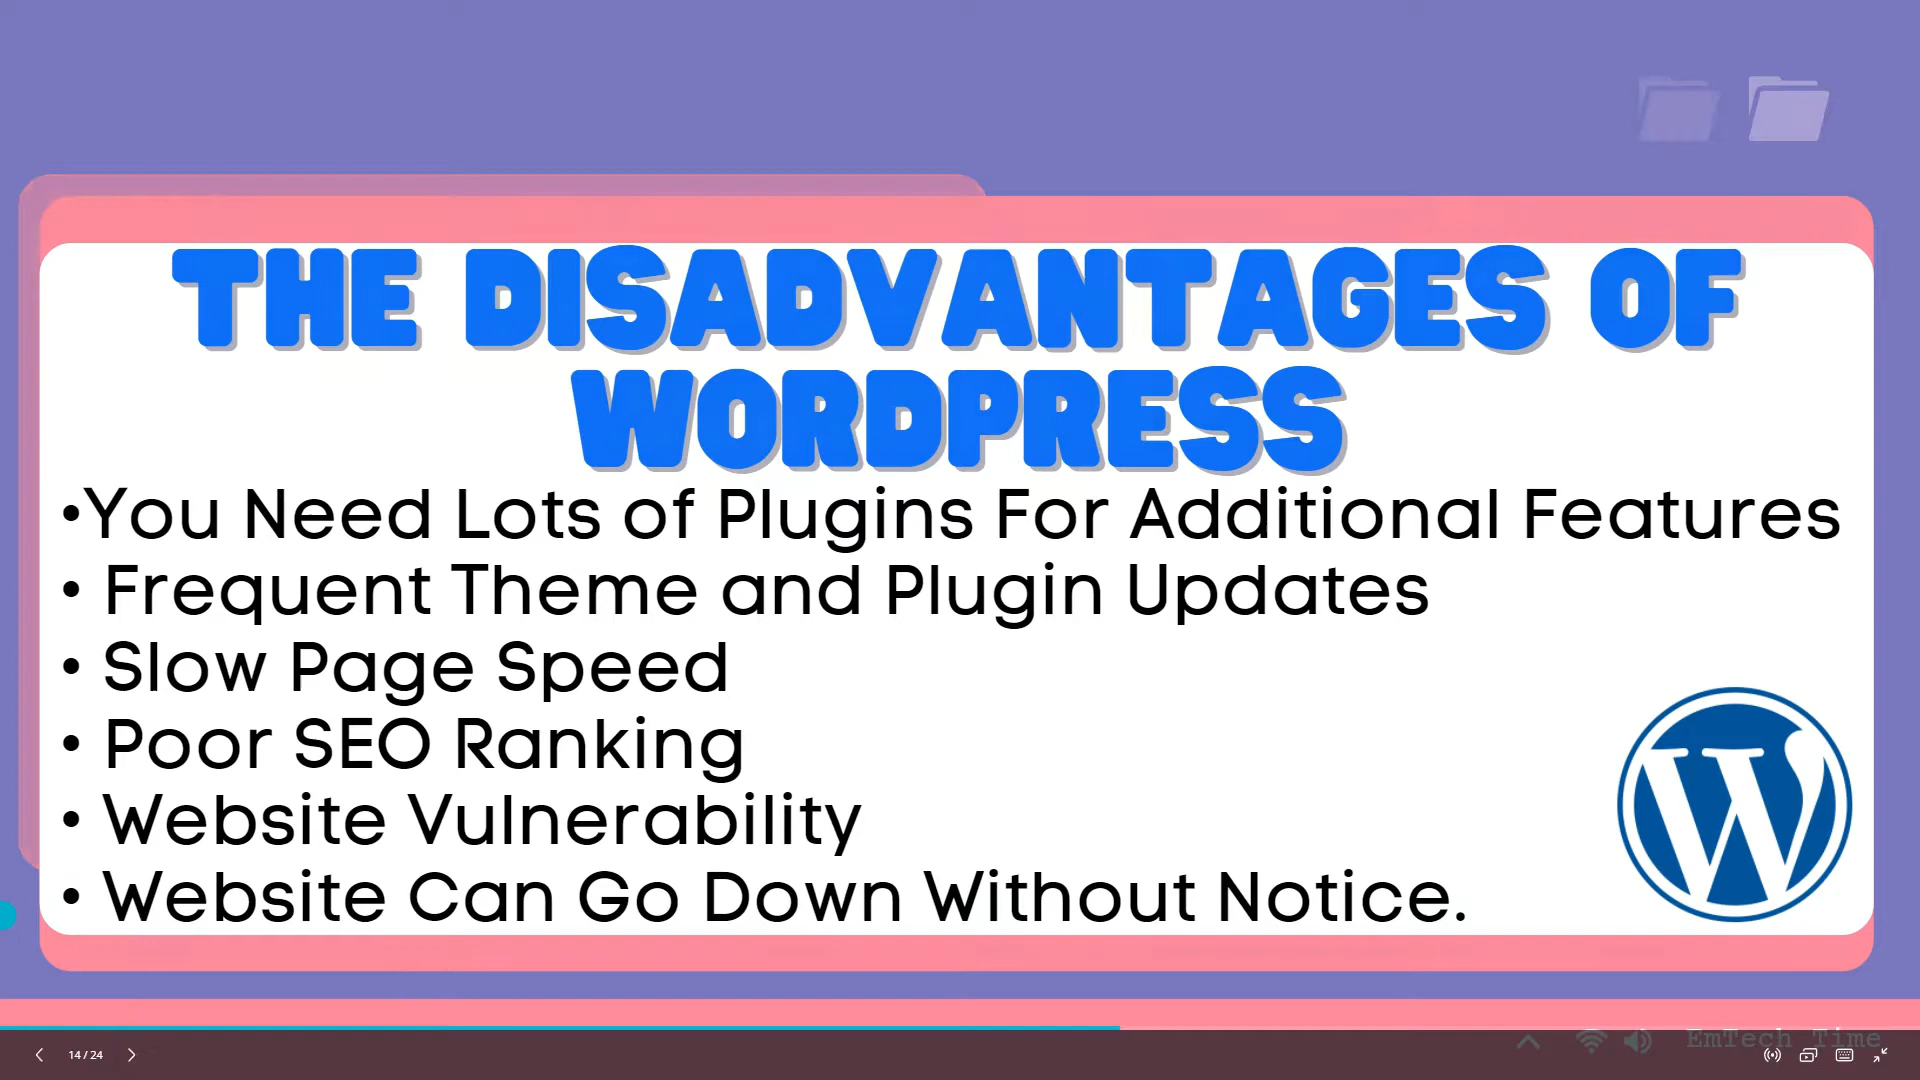 THE DISADVANTAGES OF
WORDPRESS
•You Need Lots of Plugins For Additional Features
• Frequent Theme and Plugin Updates
• Slow Page Speed
• Poor SEO Ranking
• Website Vulnerability
• Website Can Go Down Without Notice.
W
EmTech Time
14 / 24